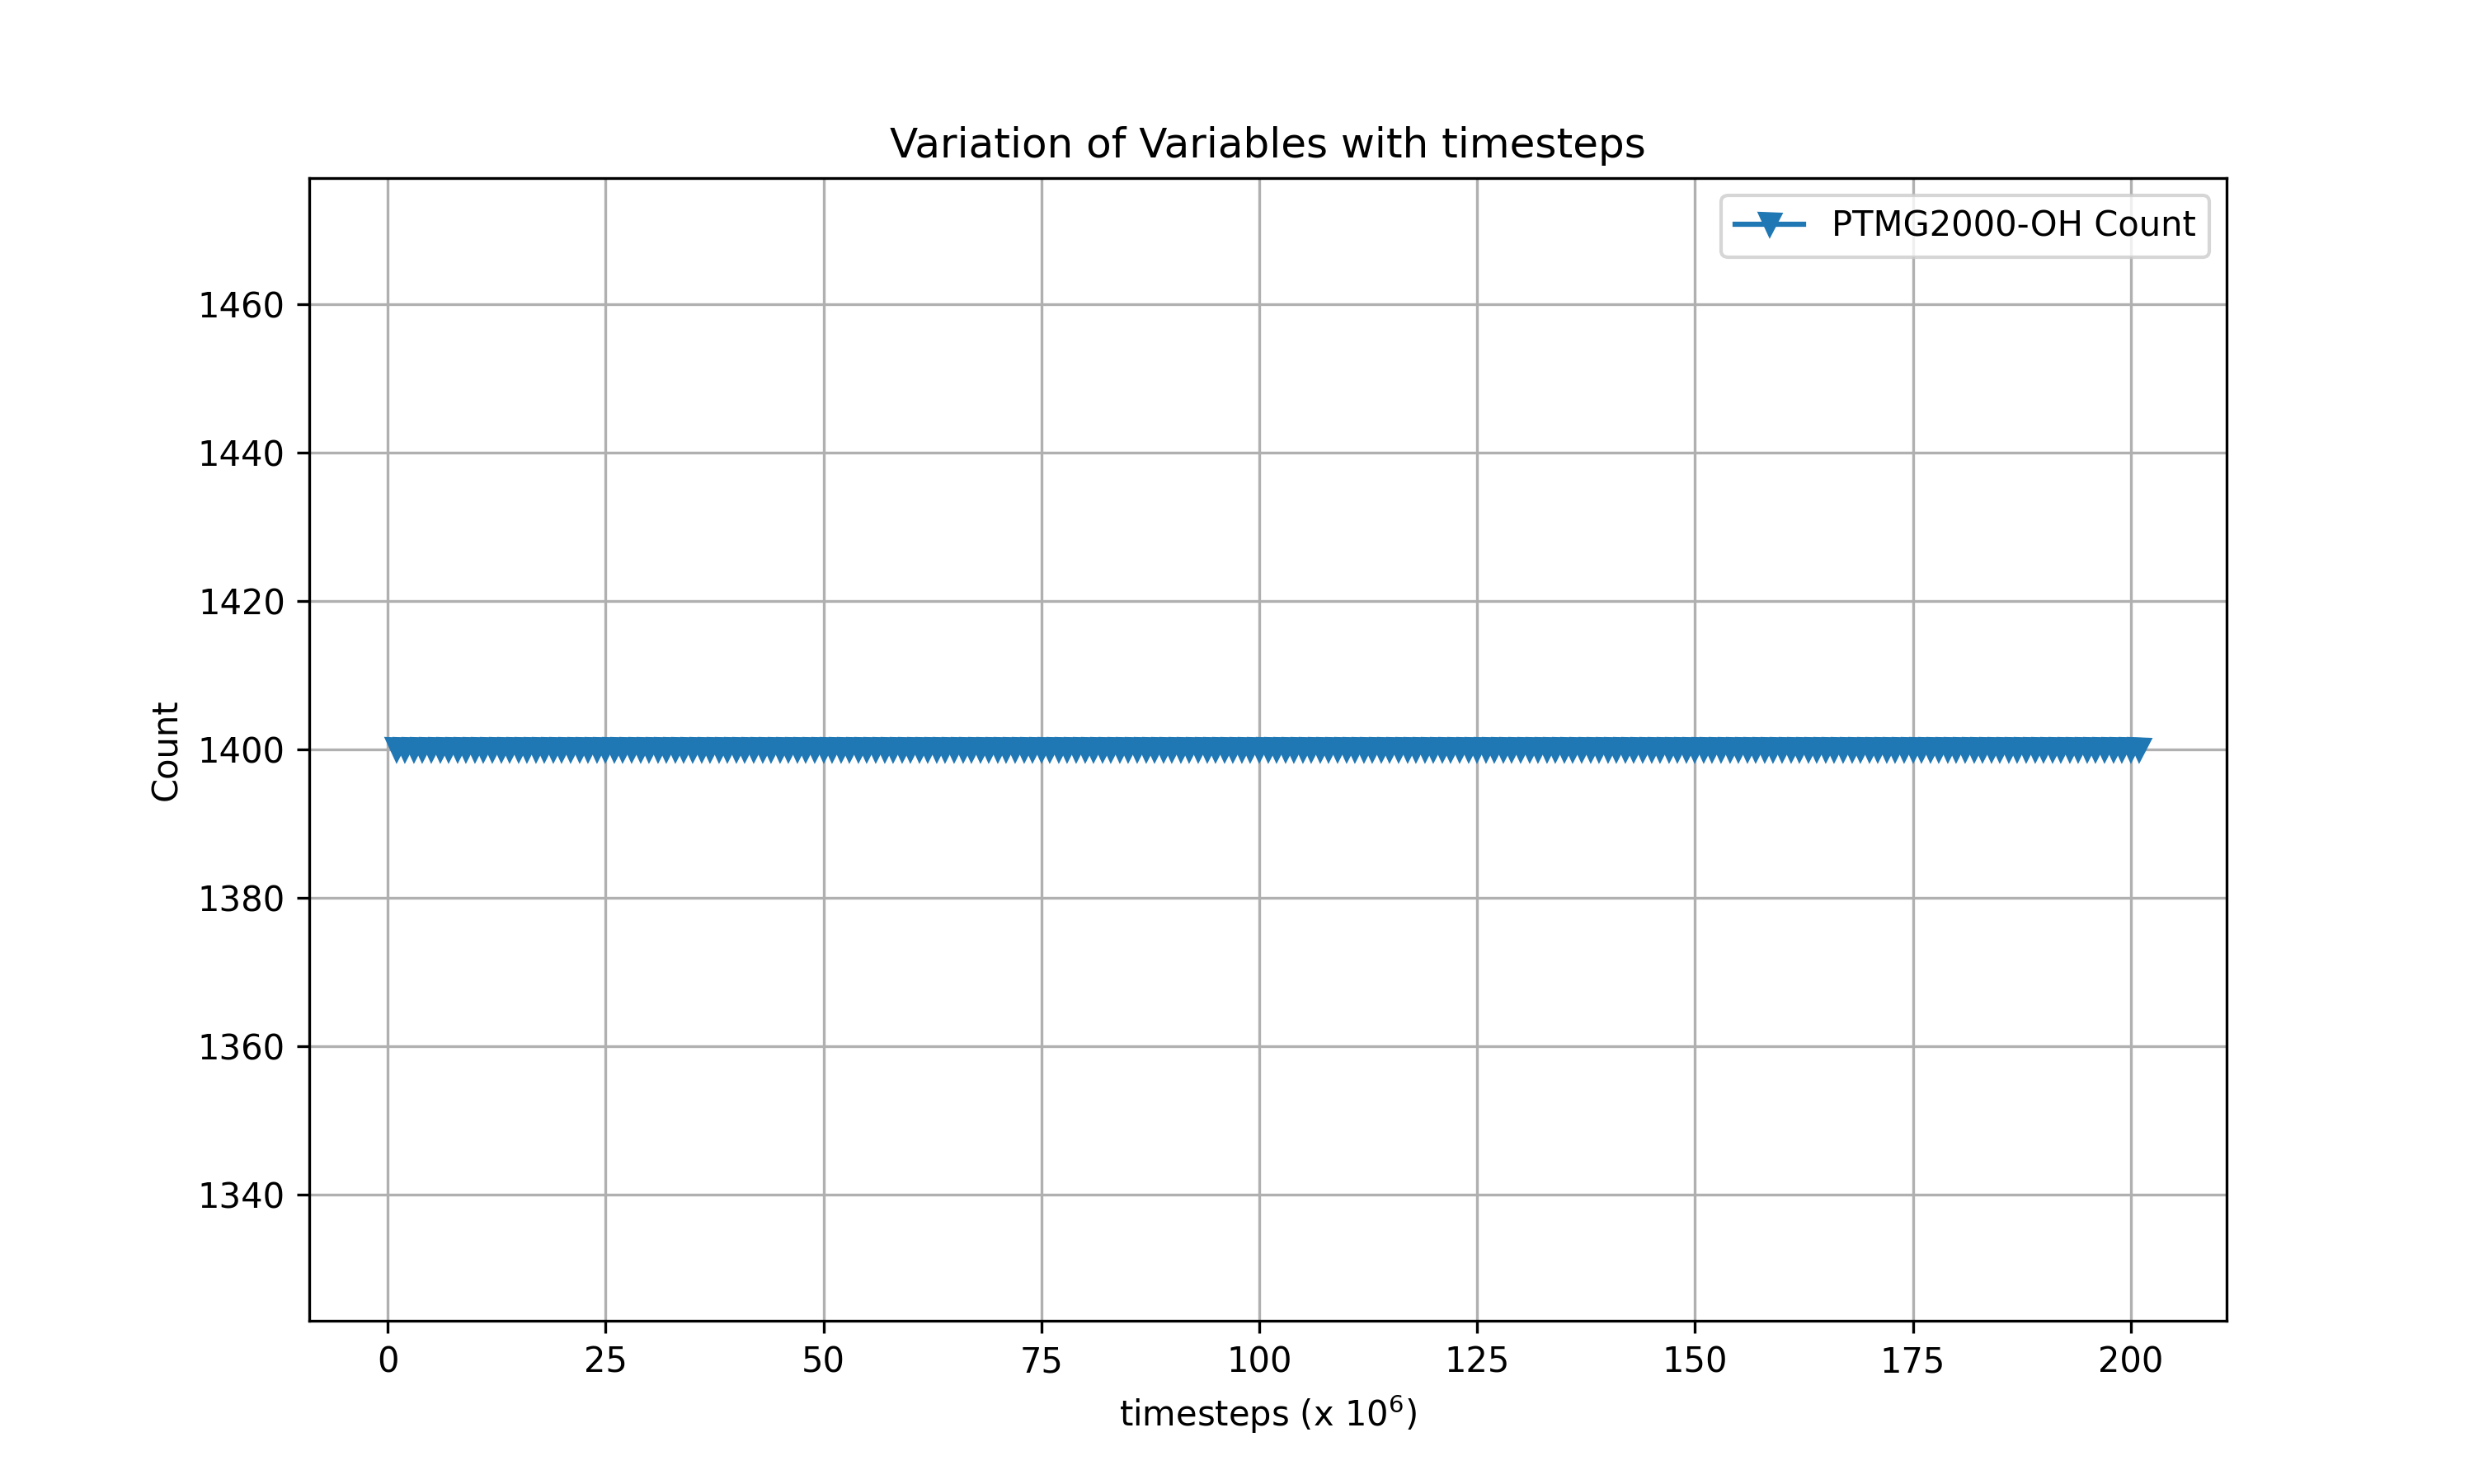 Variation of Variables with timesteps
PTMG2000-OH Count
1460
1440
1420
1400
1380
1360
1340
Count
0 25 50 75 100 125 150 175 200
timesteps (x 10⁶)